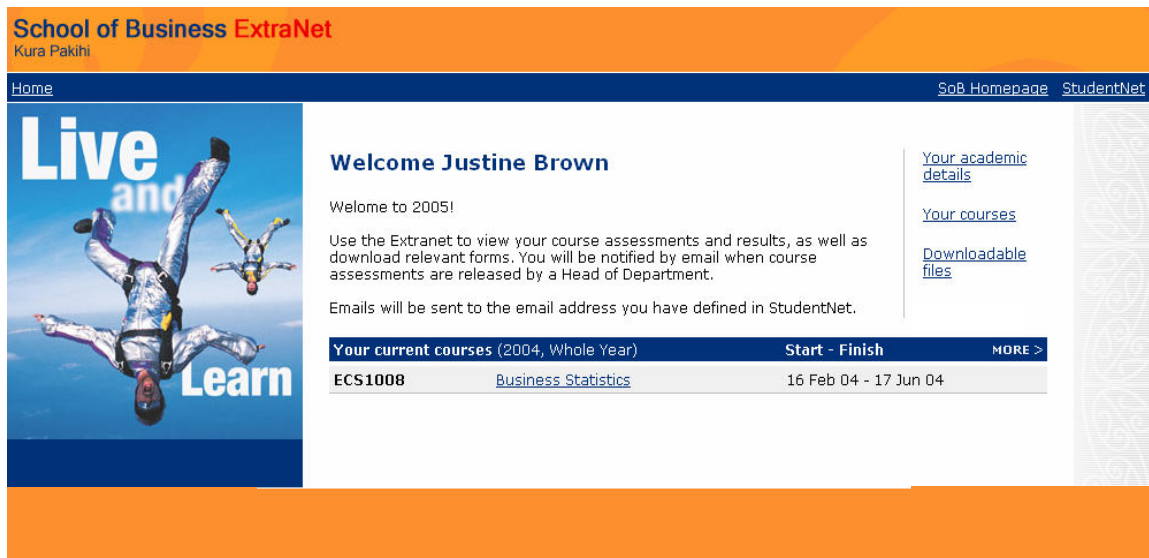 School of Business ExtraNet
Kura Pakihi
Home
SoB Homepage StudentNet
Live
and
Learn
Welcome Justine Brown
Welome to 2005!
Use the Extranet to view your course assessments and results, as well as
download relevant forms. You will be notified by email when course
assessments are released by a Head of Department.
Emails will be sent to the email address you have defined in StudentNet.
Your academic
details
Your courses
Downloadable
files
Your current courses (2004, Whole Year) Start - Finish MORE >
ECS1008 Business Statistics 16 Feb 04 - 17 Jun 04